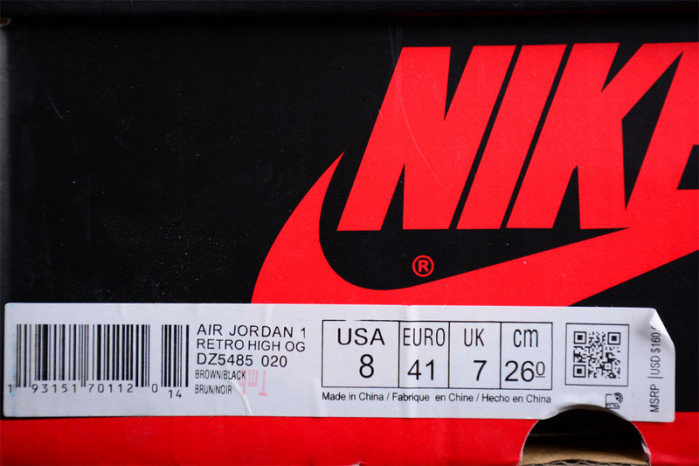 NIKE
®
AIR JORDAN 1
RETRO HIGH OG
DZ5485 020
BROWN/BLACK
BRUN/NOIR
1 93151 70112 0
14
USA EURO UK cm
8 41 7 26.0
Made in China / Fabrique en Chine / Hecho en China
MSRP USD $160